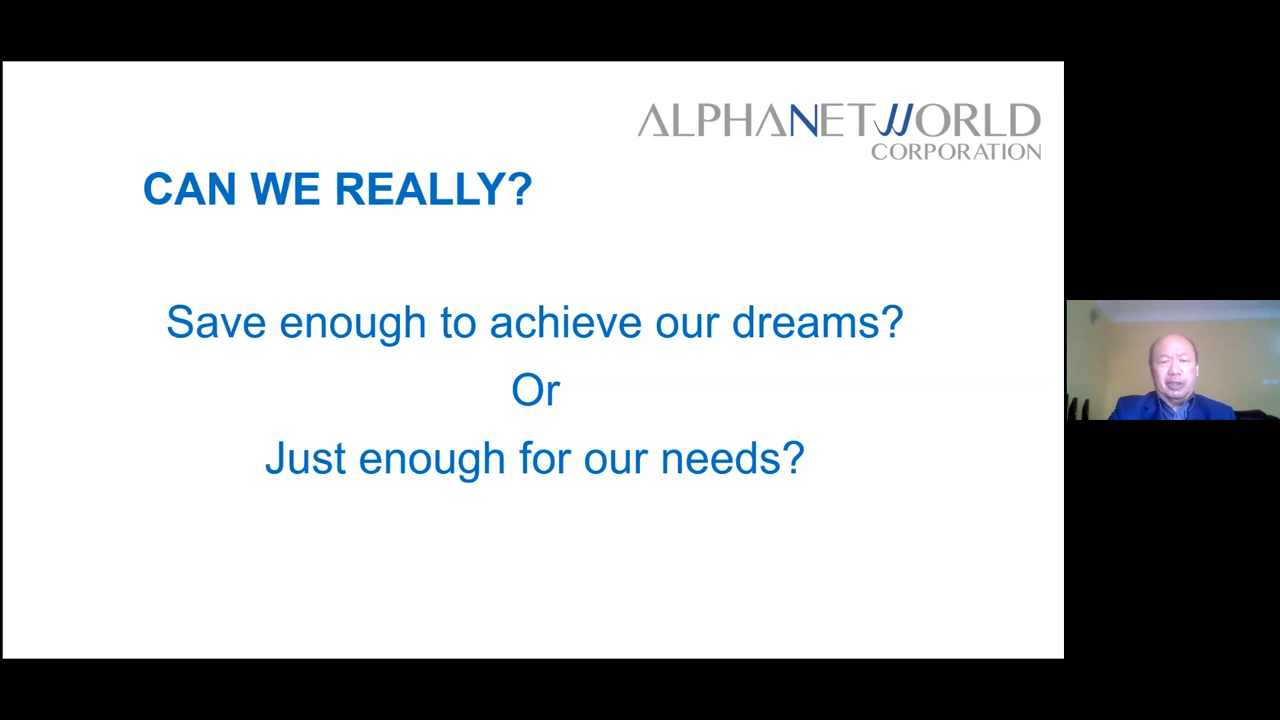 ALPHANETWORLD
CORPORATION
CAN WE REALLY?
Save enough to achieve our dreams?
Or
Just enough for our needs?